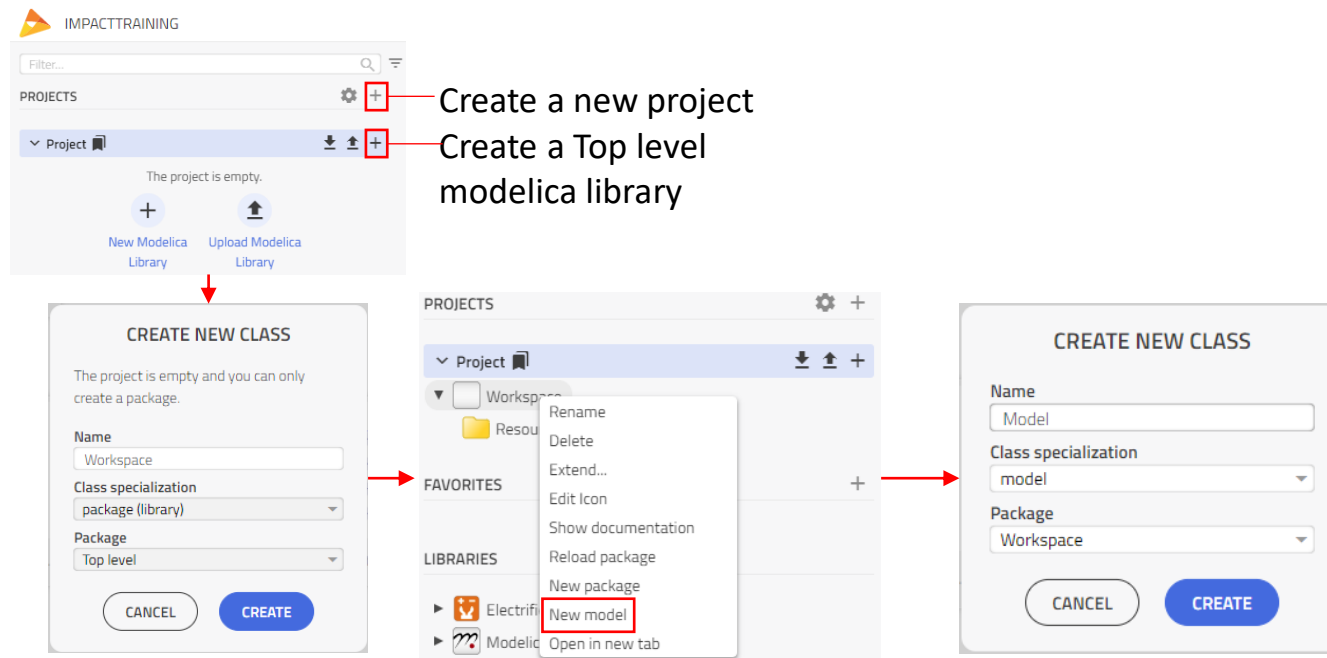 IMPACTTRAINING
Filter...
PROJECTS
Create a new project
Project
Create a Top level
modelica library
The project is empty.
New Modelica
Library
Upload Modelica
Library
CREATE NEW CLASS
The project is empty and you can only
create a package.
Name
Workspace
Class specialization
package (library)
Package
Top level
CANCEL
CREATE
PROJECTS
Project
Workspace
Resou
Rename
Delete
Extend...
Edit Icon
Show documentation
Reload package
New package
New model
Open in new tab
FAVORITES
LIBRARIES
Electrifi
Modelic
CREATE NEW CLASS
Name
Model
Class specialization
model
Package
Workspace
CANCEL
CREATE